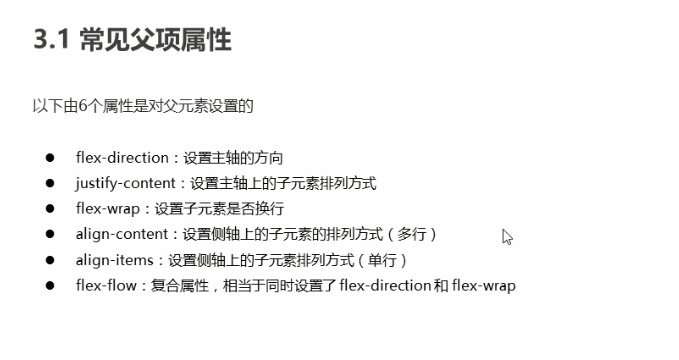 3.1 常见父项属性
以下由6个属性是对父元素设置的
● flex-direction：设置主轴的方向
● justify-content：设置主轴上的子元素排列方式
● flex-wrap：设置子元素是否换行
● align-content：设置侧轴上的子元素的排列方式（多行）
● align-items：设置侧轴上的子元素排列方式（单行）
● flex-flow：复合属性，相当于同时设置了 flex-direction 和 flex-wrap